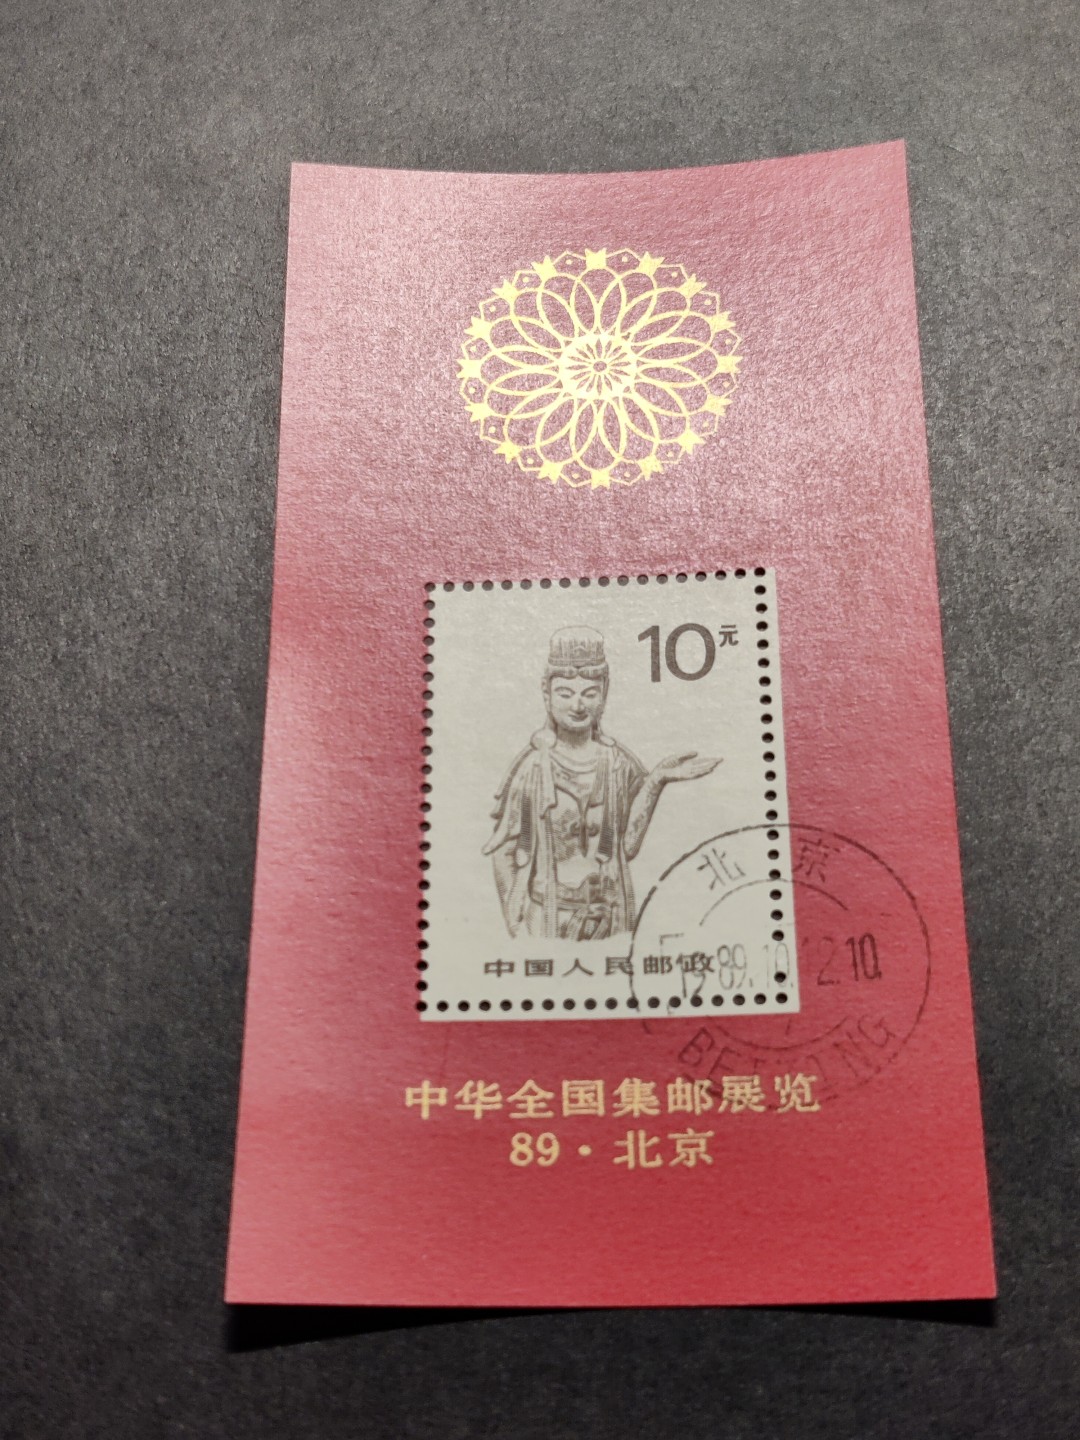 10元
中国人民邮政
北京
1989.10.12.10.
BEIJING
中华全国集邮展览
89·北京